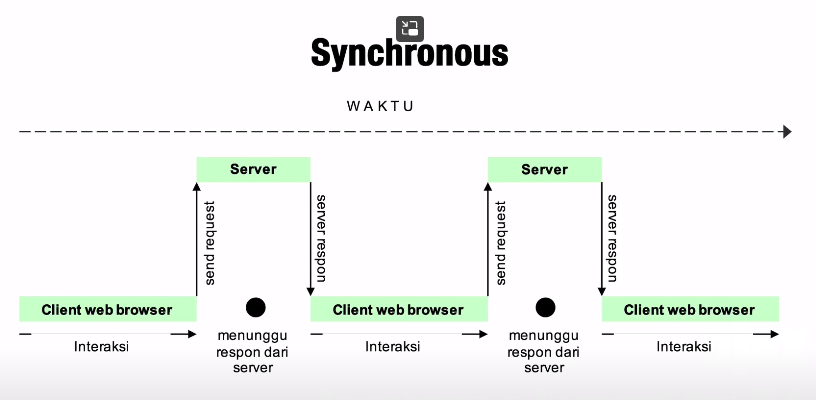 Synchronous
WAKTU
Server
Server
send request
server respon
send request
server respon
Client web browser
Client web browser
Client web browser
Interaksi
menunggu
respon dari
server
Interaksi
menunggu
respon dari
server
Interaksi